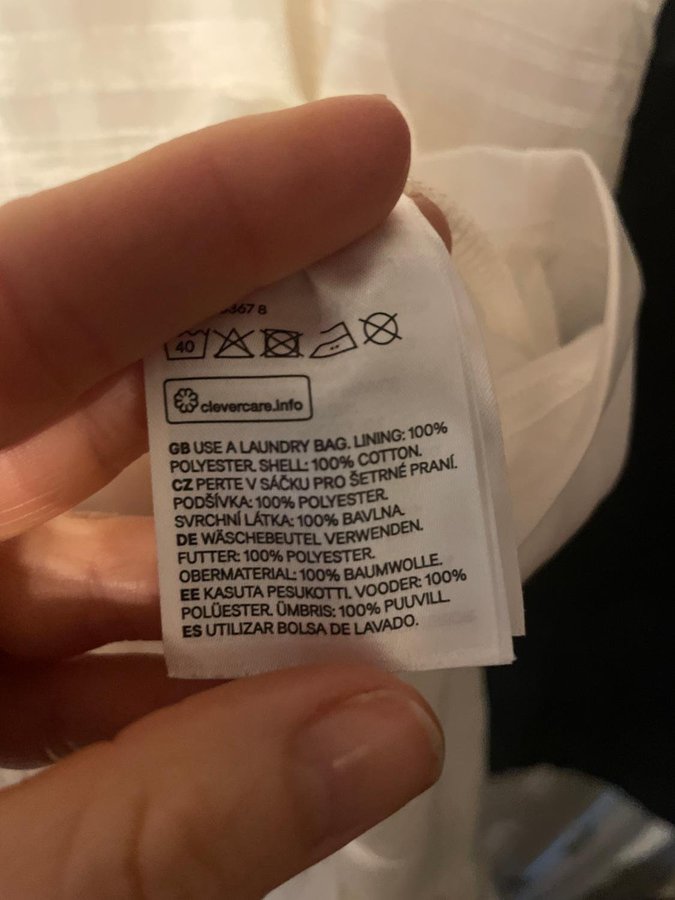 8
40
clevercare.info
GB USE A LAUNDRY BAG. LINING: 100%
POLYESTER. SHELL: 100% COTTON.
CZ PERTE V SÁČKU PRO ŠETRNÉ PRANÍ.
PODŠÍVKA: 100% POLYESTER.
SVRCHNÍ LÁTKA: 100% BAVLNA.
DE WÄSCHEBEUTEL VERWENDEN.
FUTTER: 100% POLYESTER.
OBERMATERIAL: 100% BAUMWOLLE.
EE KASUTA PESUKOTTI. VOODER: 100%
POLÜESTER. ÜMBRIS: 100% PUUVILL.
ES UTILIZAR BOLSA DE LAVADO.